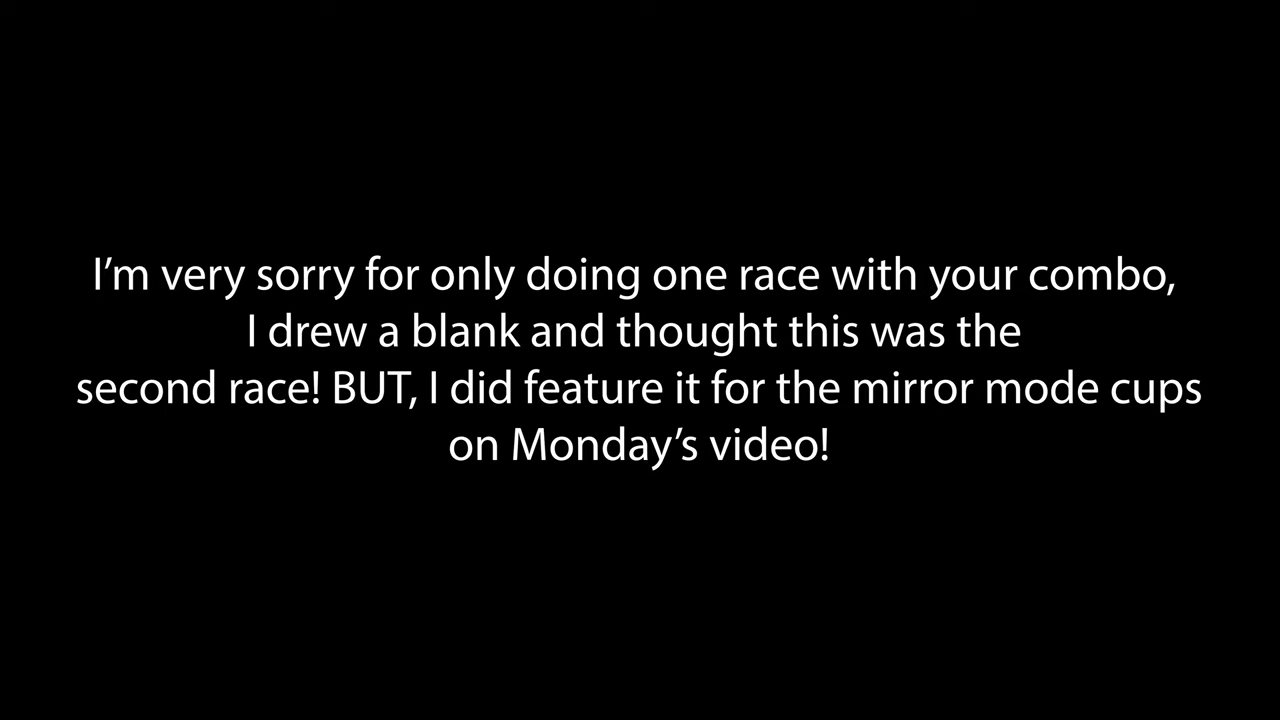 I’m very sorry for only doing one race with your combo,
I drew a blank and thought this was the
second race! BUT, I did feature it for the mirror mode cups
on Monday’s video!